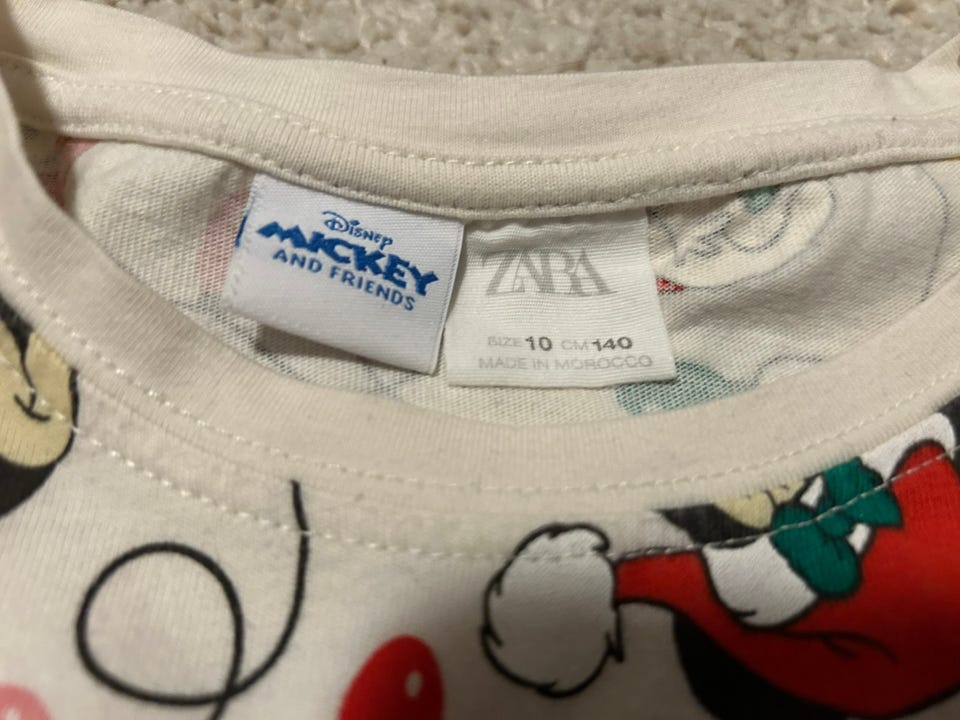 Disney
MICKEY
AND FRIENDS
ZARA
SIZE 10 CM 140
MADE IN MOROCCO